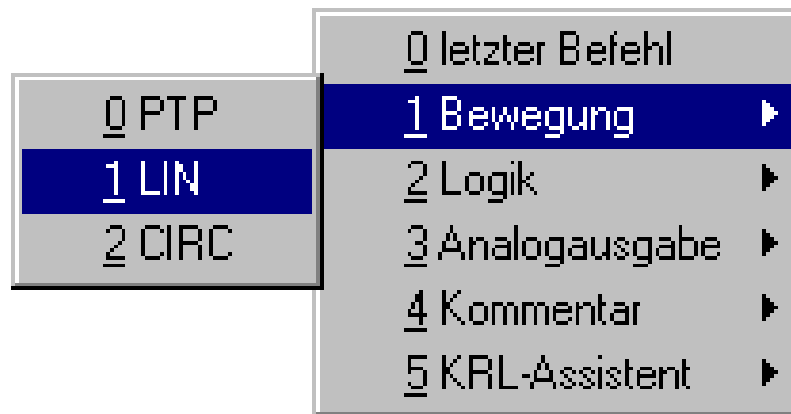 0 letzter Befehl
1 Bewegung
2 Logik
3 Analogausgabe
4 Kommentar
5 KRL-Assistent
0 PTP
1 LIN
2 CIRC